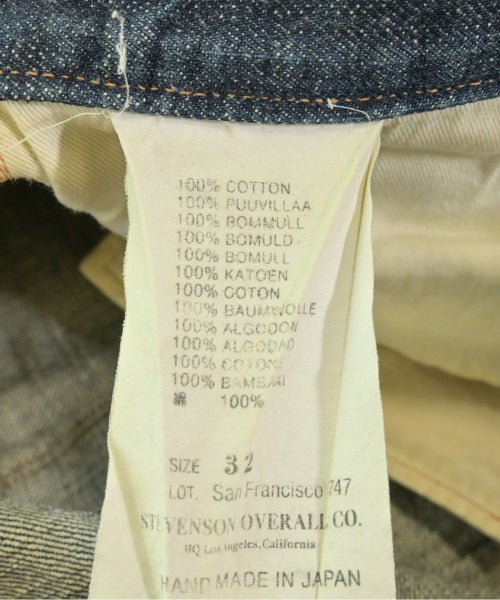 100% COTTON
100% PUUVILLAA
100% BOMMULL
100% BOMULD
100% BOMULL
100% KATOEN
100% COTON
100% BAUMWOLLE
100% ALGODON
100% ALGODAO
100% COTONE
100% BAMBAKI
綿 100%
SIZE 32
LOT. San Francisco 747
STEVENSON OVERALL CO.
HQ Los Angeles. California
HAND MADE IN JAPAN